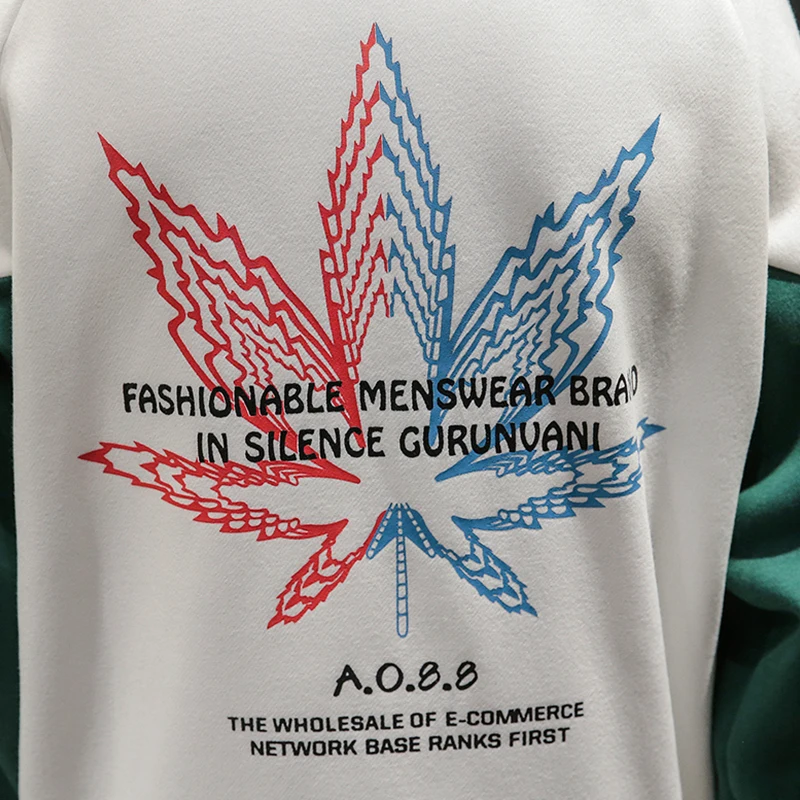 FASHIONABLE MENSWEAR BRAND
IN SILENCE GURUNVANI
A.O.8.8
THE WHOLESALE OF E-COMMERCE
NETWORK BASE RANKS FIRST